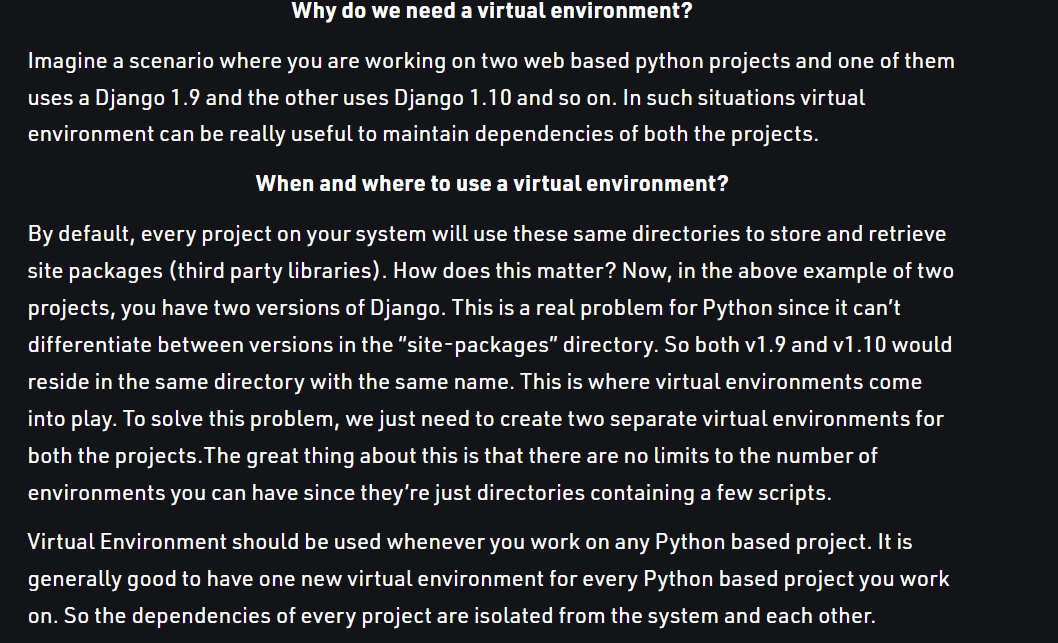 Why do we need a virtual environment?
Imagine a scenario where you are working on two web based python projects and one of them
uses a Django 1.9 and the other uses Django 1.10 and so on. In such situations virtual
environment can be really useful to maintain dependencies of both the projects.
When and where to use a virtual environment?
By default, every project on your system will use these same directories to store and retrieve
site packages (third party libraries). How does this matter? Now, in the above example of two
projects, you have two versions of Django. This is a real problem for Python since it can’t
differentiate between versions in the “site-packages” directory. So both v1.9 and v1.10 would
reside in the same directory with the same name. This is where virtual environments come
into play. To solve this problem, we just need to create two separate virtual environments for
both the projects.The great thing about this is that there are no limits to the number of
environments you can have since they’re just directories containing a few scripts.
Virtual Environment should be used whenever you work on any Python based project. It is
generally good to have one new virtual environment for every Python based project you work
on. So the dependencies of every project are isolated from the system and each other.